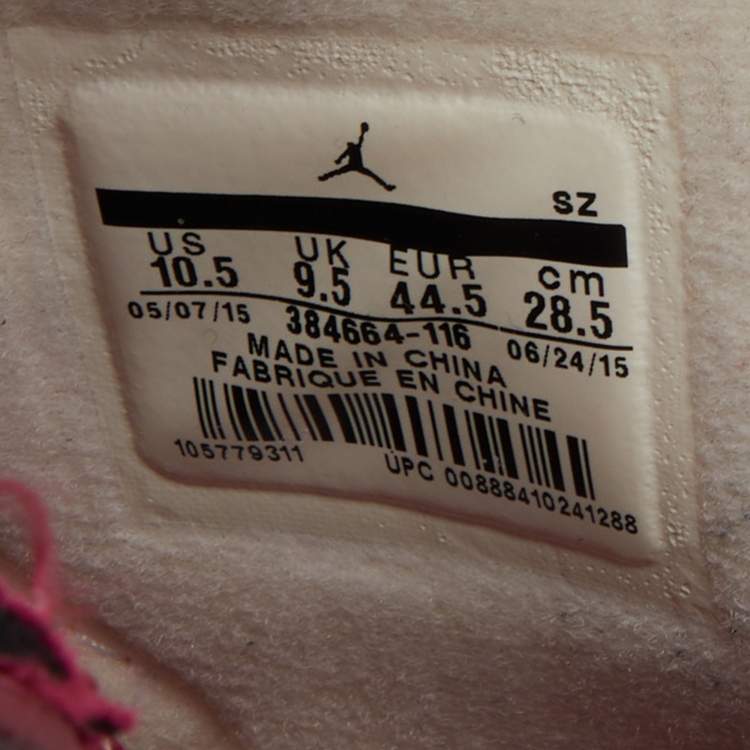 SZ
US UK EUR cm
10.5 9.5 44.5 28.5
05/07/15 384664-116 06/24/15
MADE IN CHINA
FABRIQUE EN CHINE
105779311 UPC 00888410241288